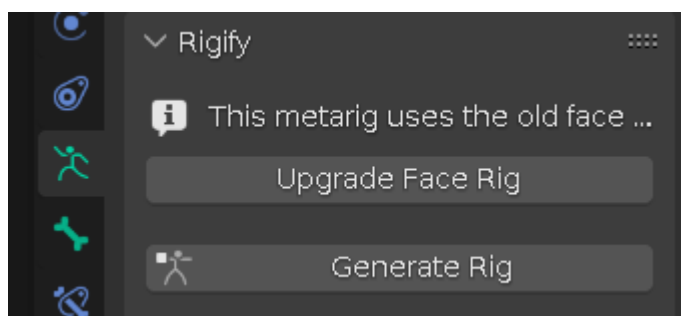 Rigify
This metarig uses the old face ...
Upgrade Face Rig
Generate Rig